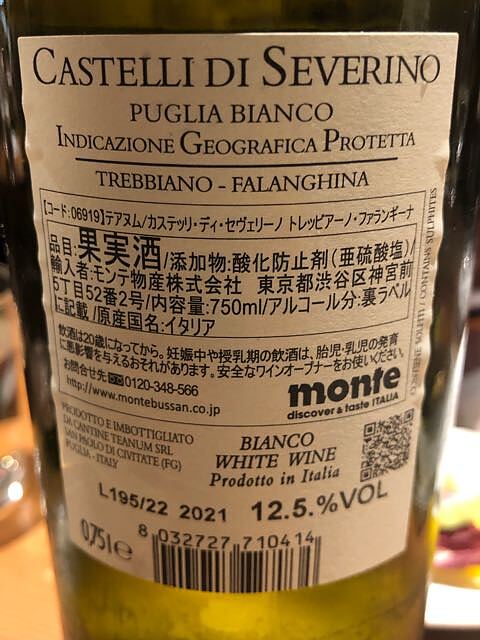 CASTELLI DI SEVERINO
PUGLIA BIANCO
INDICAZIONE GEOGRAFICA PROTETTA
TREBBIANO - FALANGHINA
【コード:06919】テアヌム/カステッリ・ディ・セヴェリーノ トレッビアーノ・ファランギーナ
品目:果実酒/添加物:酸化防止剤(亜硫酸塩)/
輸入者:モンテ物産株式会社 東京都渋谷区神宮前
5丁目52番2号/内容量:750ml/アルコール分:裏ラベル
に記載/原産国名:イタリア
飲酒は20歳になってから。妊娠中や授乳期の飲酒は、胎児・乳児の発育
に悪影響を与えるおそれがあります。安全なワインオープナーをお使いください。
お問合せ先 0120-348-566
http://www.montebussan.co.jp
monte
discover & taste ITALIA
PRODOTTO E IMBOTTIGLIATO
DA CANTINE TEANUM SRL
SAN PAOLO DI CIVITATE (FG)
PUGLIA - ITALY
BIANCO
WHITE WINE
Prodotto in Italia
L195/22 2021 12.5.%VOL
0,75 l e
8 032727 710414
CONTIENE SOLFITI CONTAINS SULPHITES